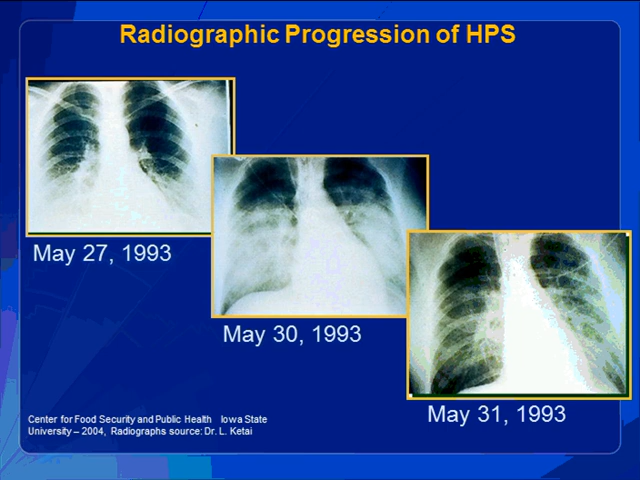 Radiographic Progression of HPS
May 27, 1993
May 30, 1993
May 31, 1993
Center for Food Security and Public Health Iowa State
University – 2004, Radiographs source: Dr. L. Ketai